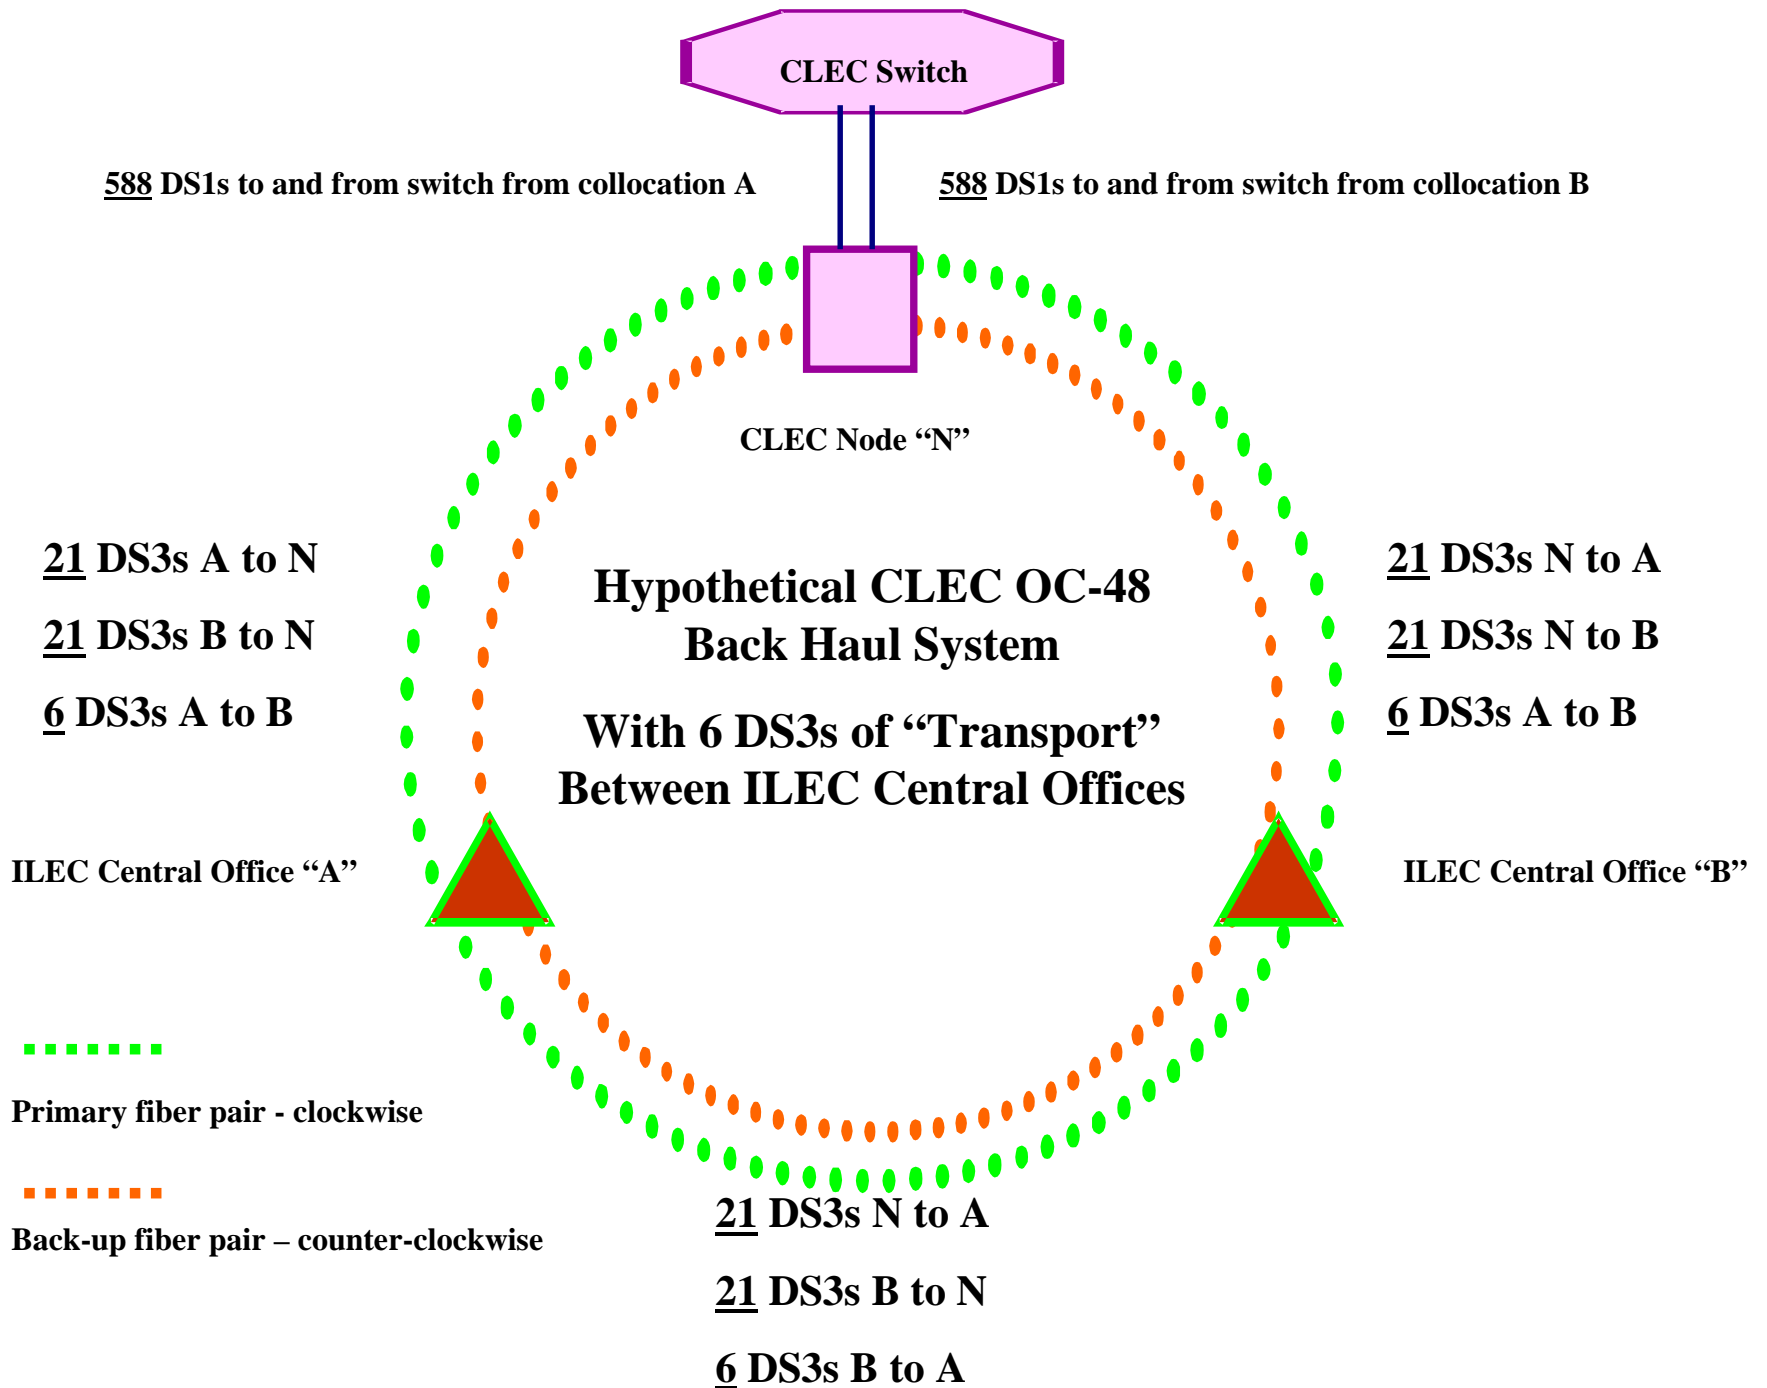 CLEC Switch
588 DS1s to and from switch from collocation A
588 DS1s to and from switch from collocation B
CLEC Node “N”
21 DS3s A to N
21 DS3s B to N
6 DS3s A to B
Hypothetical CLEC OC-48
Back Haul System
With 6 DS3s of “Transport”
Between ILEC Central Offices
21 DS3s N to A
21 DS3s N to B
6 DS3s A to B
ILEC Central Office “A”
ILEC Central Office “B”
Primary fiber pair - clockwise
Back-up fiber pair – counter-clockwise
21 DS3s N to A
21 DS3s B to N
6 DS3s B to A